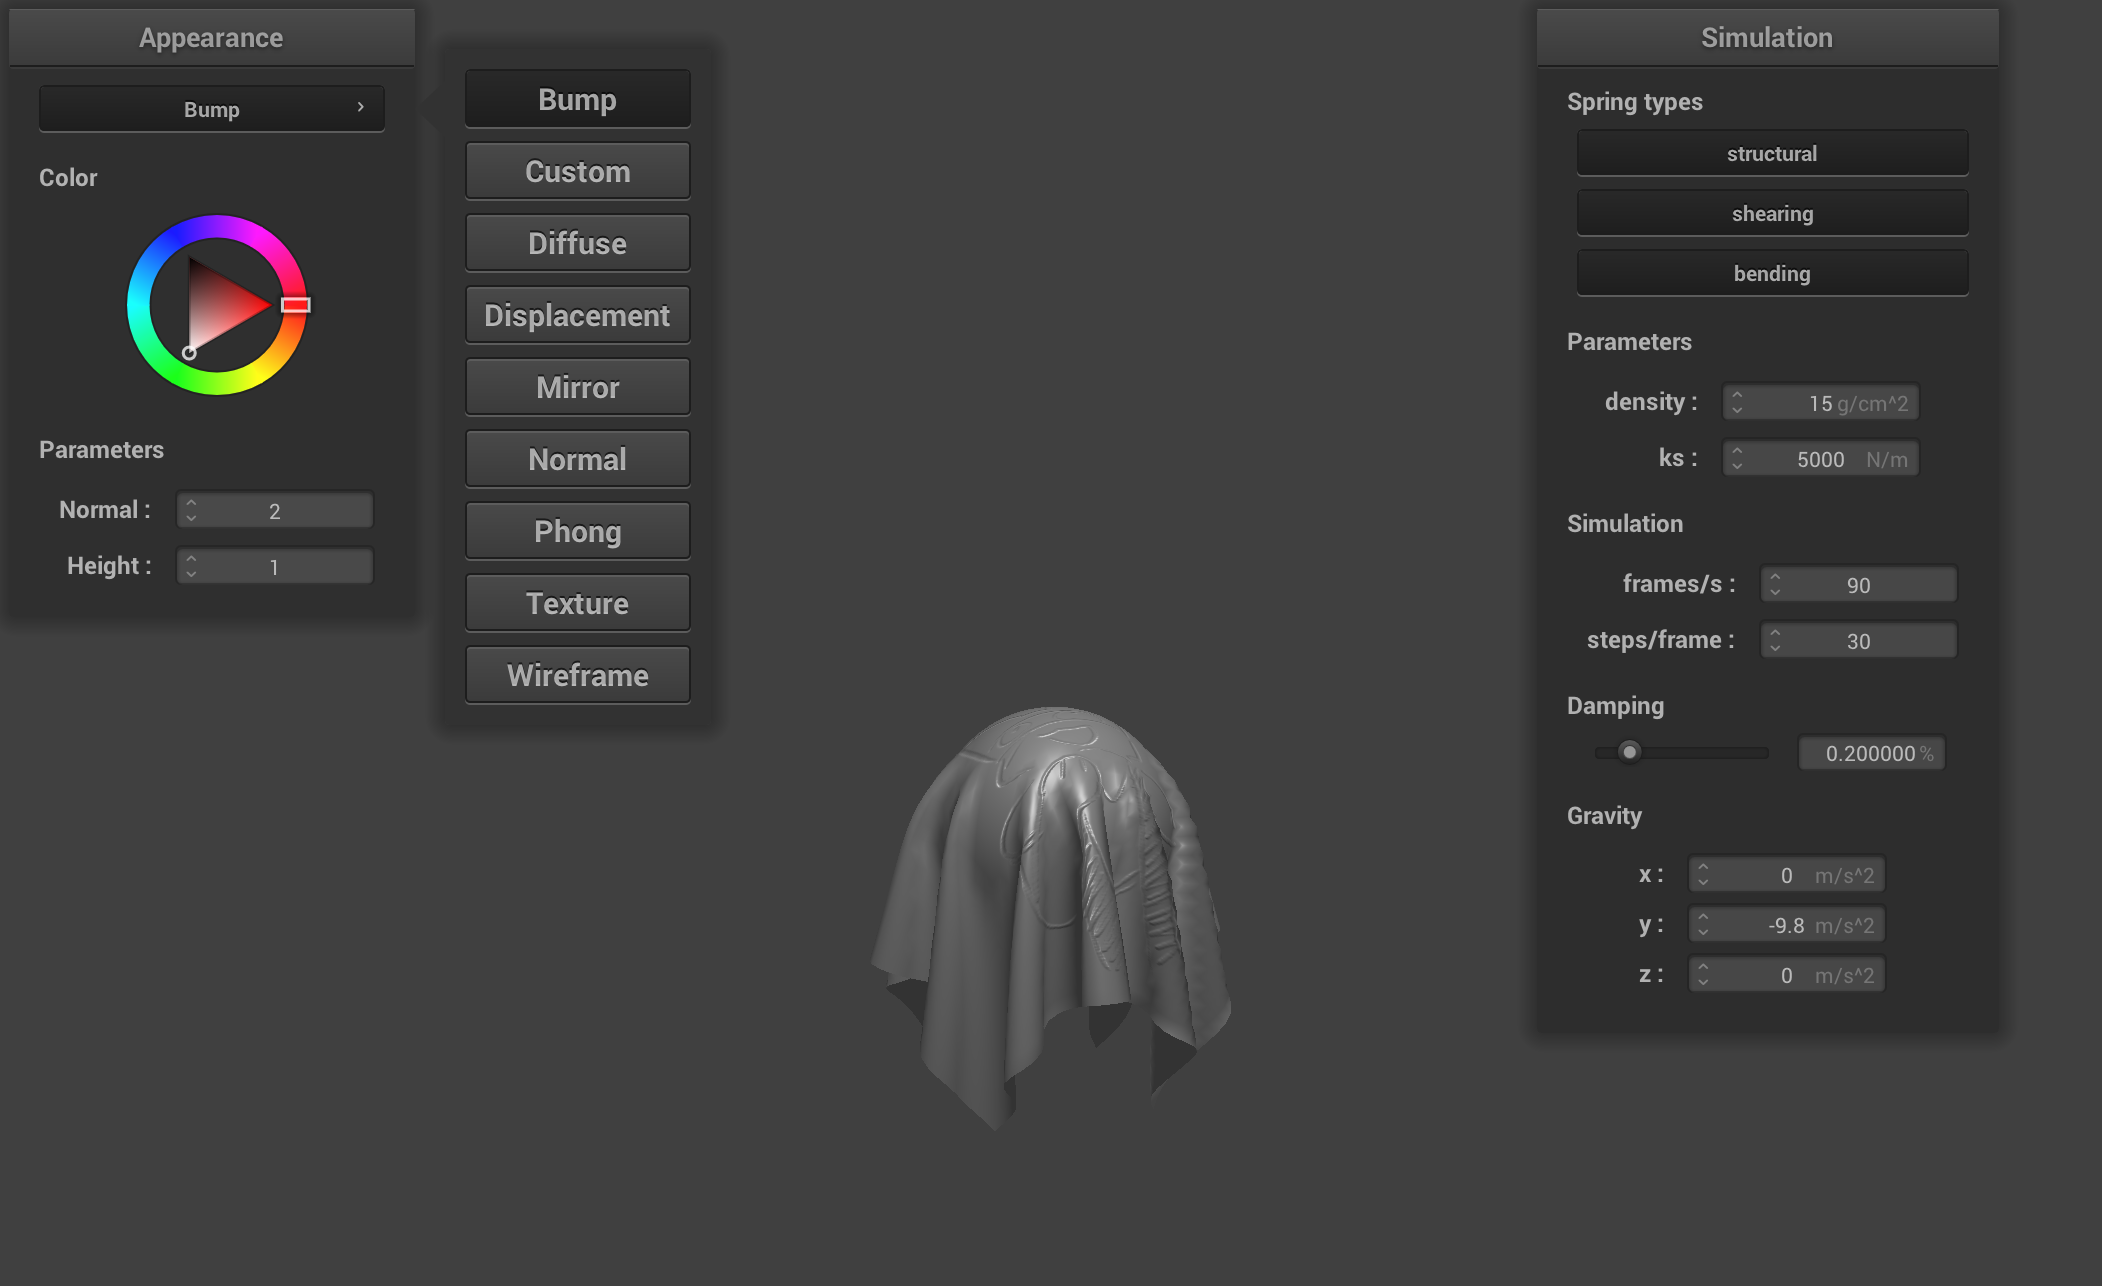 Appearance
Bump
Color
Parameters
Normal : 2
Height : 1
Bump
Custom
Diffuse
Displacement
Mirror
Normal
Phong
Texture
Wireframe
Simulation
Spring types
structural
shearing
bending
Parameters
density : 15 g/cm^2
ks : 5000 N/m
Simulation
frames/s : 90
steps/frame : 30
Damping
0.200000 %
Gravity
x : 0 m/s^2
y : -9.8 m/s^2
z : 0 m/s^2